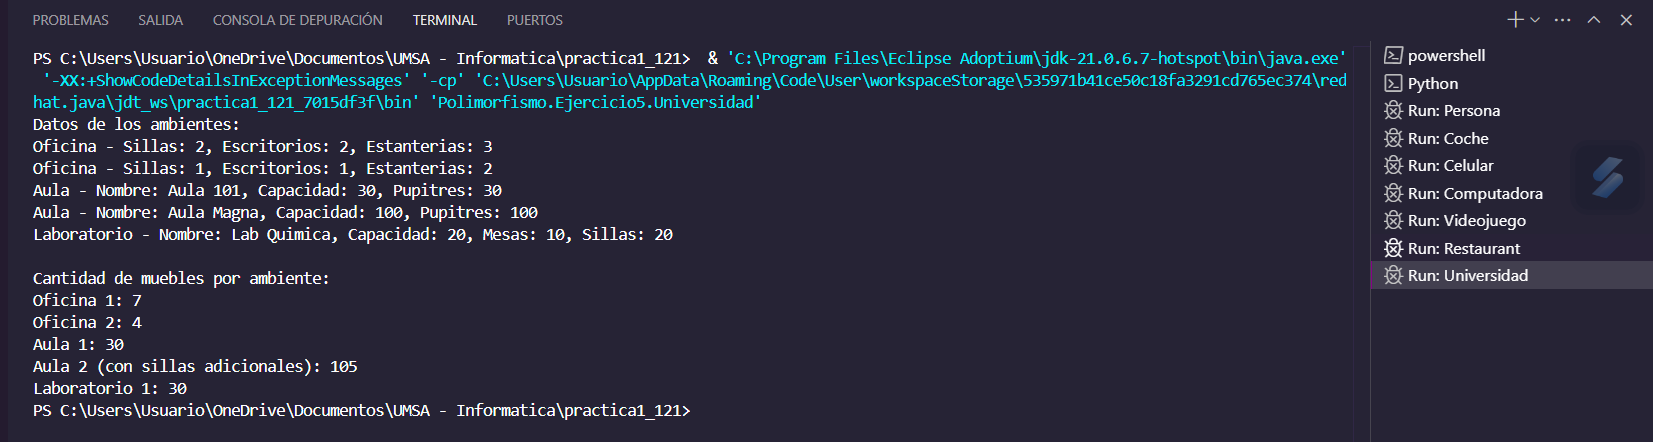 PROBLEMAS SALIDA CONSOLA DE DEPURACIÓN TERMINAL PUERTOS
PS C:\Users\Usuario\OneDrive\Documentos\UMSA - Informatica\practica1_121>  & 'C:\Program Files\Eclipse Adoptium\jdk-21.0.6.7-hotspot\bin\java.exe'
'-XX:+ShowCodeDetailsInExceptionMessages' '-cp' 'C:\Users\Usuario\AppData\Roaming\Code\User\workspaceStorage\535971b41ce50c18fa3291cd765ec374\red
hat.java\jdt_ws\practica1_121_7015df3f\bin' 'Polimorfismo.Ejercicio5.Universidad'
Datos de los ambientes:
Oficina - Sillas: 2, Escritorios: 2, Estanterias: 3
Oficina - Sillas: 1, Escritorios: 1, Estanterias: 2
Aula - Nombre: Aula 101, Capacidad: 30, Pupitres: 30
Aula - Nombre: Aula Magna, Capacidad: 100, Pupitres: 100
Laboratorio - Nombre: Lab Quimica, Capacidad: 20, Mesas: 10, Sillas: 20
Cantidad de muebles por ambiente:
Oficina 1: 7
Oficina 2: 4
Aula 1: 30
Aula 2 (con sillas adicionales): 105
Laboratorio 1: 30
PS C:\Users\Usuario\OneDrive\Documentos\UMSA - Informatica\practica1_121>
powershell
Python
Run: Persona
Run: Coche
Run: Celular
Run: Computadora
Run: Videojuego
Run: Restaurant
Run: Universidad